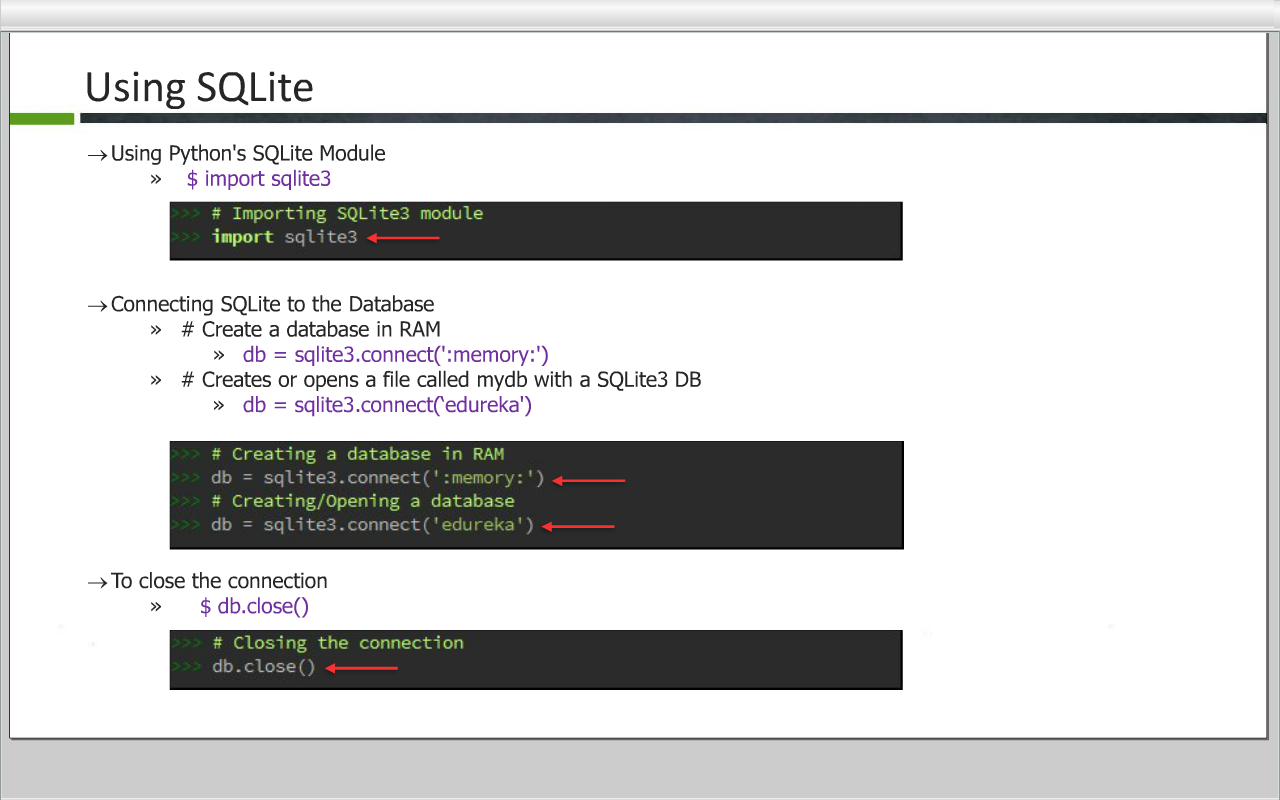 Using SQLite
→Using Python's SQLite Module
» $ import sqlite3
>>> # Importing SQLite3 module
>>> import sqlite3
→Connecting SQLite to the Database
» # Create a database in RAM
» db = sqlite3.connect(':memory:')
» # Creates or opens a file called mydb with a SQLite3 DB
» db = sqlite3.connect(‘edureka')
>>> # Creating a database in RAM
>>> db = sqlite3.connect(':memory:')
>>> # Creating/Opening a database
>>> db = sqlite3.connect('edureka')
→To close the connection
» $ db.close()
>>> # Closing the connection
>>> db.close()